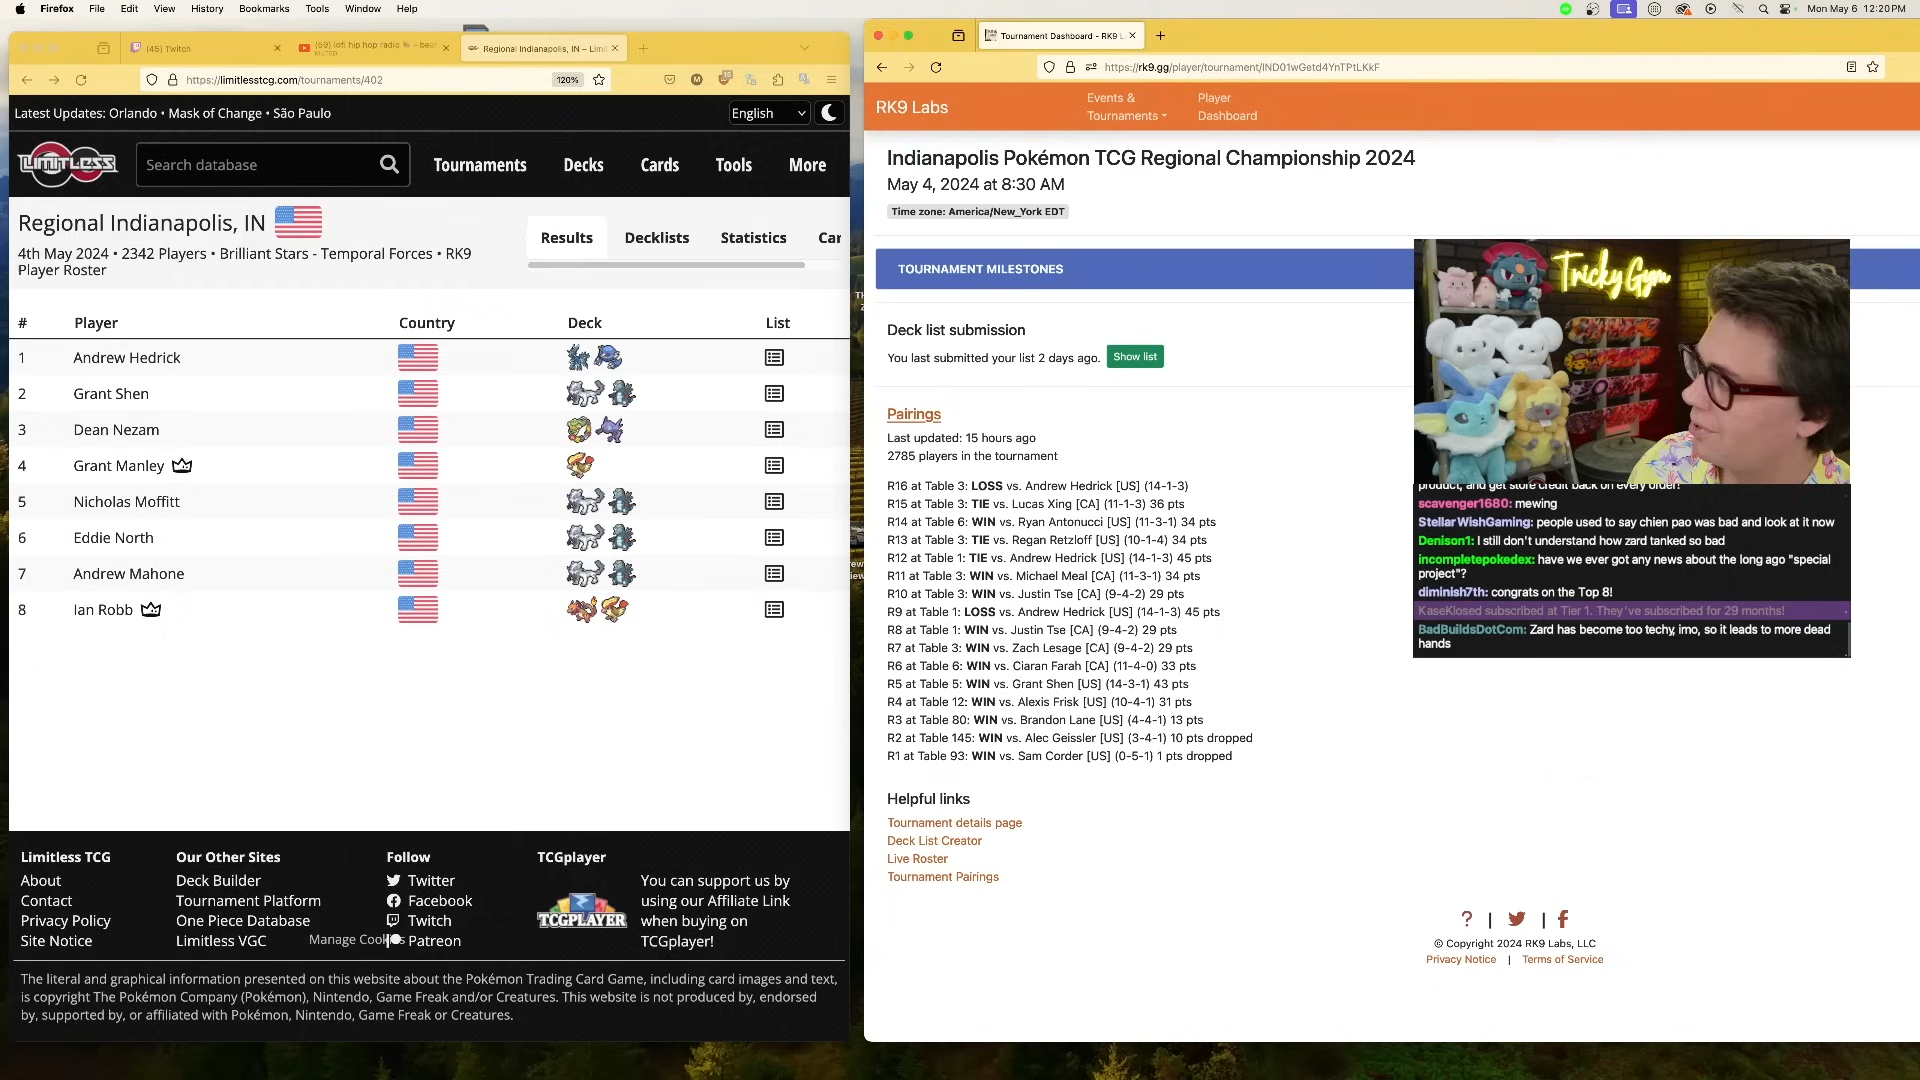 Firefox File Edit View History Bookmarks Tools Window Help
Mon May 6 12:20 PM
(45) Twitch
(59) lofi hip hop radio
MUTED
Regional Indianapolis, IN – Limit
https://limitlesstcg.com/tournaments/402
120%
Latest Updates: Orlando • Mask of Change • São Paulo
English
LIMITLESS
Search database
Tournaments Decks Cards Tools More
Regional Indianapolis, IN
4th May 2024 • 2342 Players • Brilliant Stars - Temporal Forces • RK9
Player Roster
Results Decklists Statistics Car
# Player Country Deck List
1 Andrew Hedrick
2 Grant Shen
3 Dean Nezam
4 Grant Manley
5 Nicholas Moffitt
6 Eddie North
7 Andrew Mahone
8 Ian Robb
Limitless TCG
About
Contact
Privacy Policy
Site Notice
Our Other Sites
Deck Builder
Tournament Platform
One Piece Database
Limitless VGC
Manage Cook
Follow
Twitter
Facebook
Twitch
Patreon
TCGplayer
TCGPLAYER
You can support us by
using our Affiliate Link
when buying on
TCGplayer!
The literal and graphical information presented on this website about the Pokémon Trading Card Game, including card images and text,
is copyright The Pokémon Company (Pokémon), Nintendo, Game Freak and/or Creatures. This website is not produced by, endorsed
by, supported by, or affiliated with Pokémon, Nintendo, Game Freak or Creatures.
Tournament Dashboard - RK9 L
https://rk9.gg/player/tournament/IND01wGetd4YnTPtLKkF
RK9 Labs
Events &
Tournaments
Player
Dashboard
Indianapolis Pokémon TCG Regional Championship 2024
May 4, 2024 at 8:30 AM
Time zone: America/New_York EDT
TOURNAMENT MILESTONES
Deck list submission
You last submitted your list 2 days ago. Show list
Pairings
Last updated: 15 hours ago
2785 players in the tournament
R16 at Table 3: LOSS vs. Andrew Hedrick [US] (14-1-3)
R15 at Table 3: TIE vs. Lucas Xing [CA] (11-1-3) 36 pts
R14 at Table 6: WIN vs. Ryan Antonucci [US] (11-3-1) 34 pts
R13 at Table 3: TIE vs. Regan Retzloff [US] (10-1-4) 34 pts
R12 at Table 1: TIE vs. Andrew Hedrick [US] (14-1-3) 45 pts
R11 at Table 3: WIN vs. Michael Meal [CA] (11-3-1) 34 pts
R10 at Table 3: WIN vs. Justin Tse [CA] (9-4-2) 29 pts
R9 at Table 1: LOSS vs. Andrew Hedrick [US] (14-1-3) 45 pts
R8 at Table 1: WIN vs. Justin Tse [CA] (9-4-2) 29 pts
R7 at Table 3: WIN vs. Zach Lesage [CA] (9-4-2) 29 pts
R6 at Table 6: WIN vs. Ciaran Farah [CA] (11-4-0) 33 pts
R5 at Table 5: WIN vs. Grant Shen [US] (14-3-1) 43 pts
R4 at Table 12: WIN vs. Alexis Frisk [US] (10-4-1) 31 pts
R3 at Table 80: WIN vs. Brandon Lane [US] (4-4-1) 13 pts
R2 at Table 145: WIN vs. Alec Geissler [US] (3-4-1) 10 pts dropped
R1 at Table 93: WIN vs. Sam Corder [US] (0-5-1) 1 pts dropped
Helpful links
Tournament details page
Deck List Creator
Live Roster
Tournament Pairings
? | |
© Copyright 2024 RK9 Labs, LLC
Privacy Notice | Terms of Service
Tricky Gym
product, and get store credit back on every order!
scavenger1680: mewing
StellarWishGaming: people used to say chien pao was bad and look at it now
Denison1: I still don't understand how zard tanked so bad
incompletepokedex: have we ever got any news about the long ago "special
project"?
diminish7th: congrats on the Top 8!
KaseKlosed subscribed at Tier 1. They've subscribed for 29 months!
BadBuildsDotCom: Zard has become too techy, imo, so it leads to more dead
hands